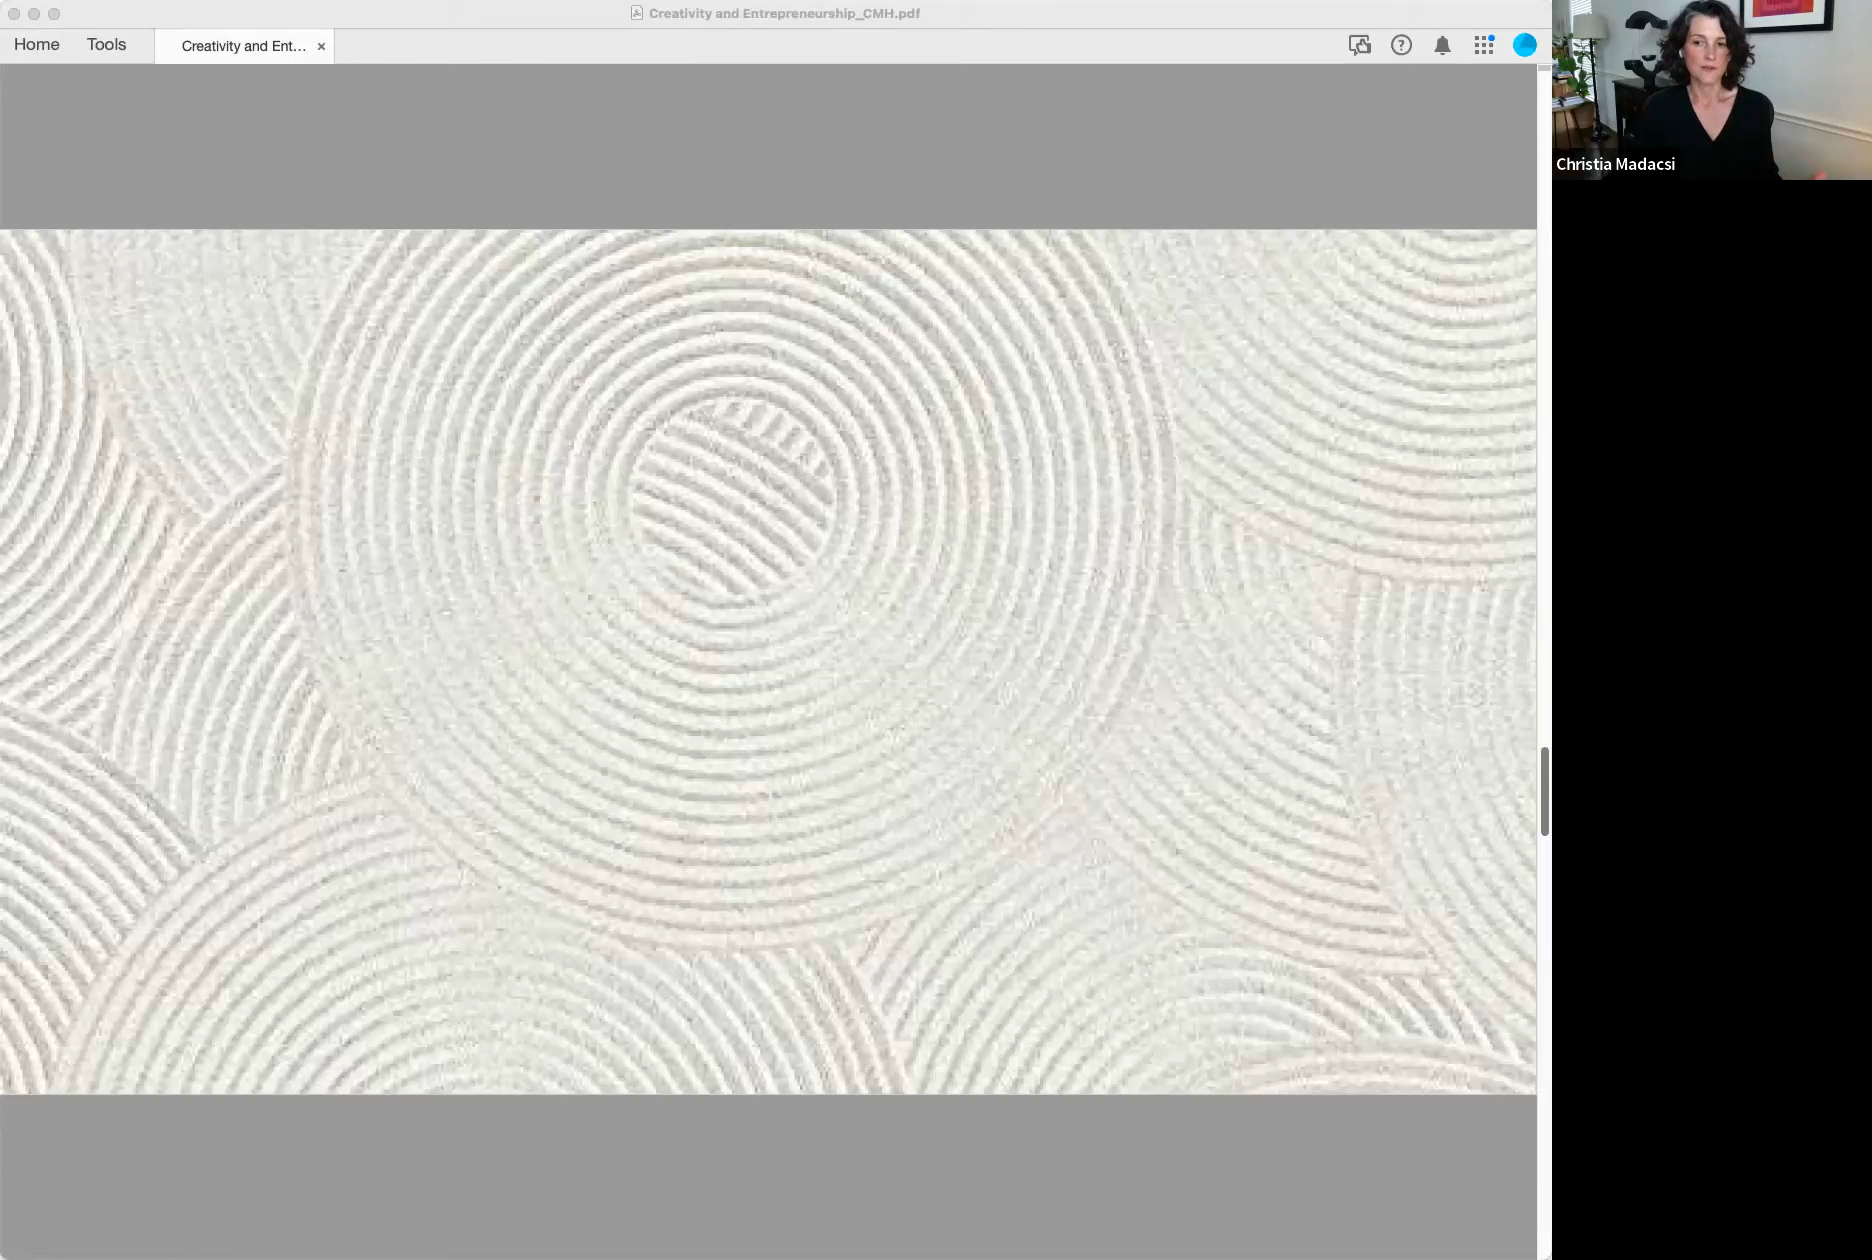 Creativity and Entrepreneurship_CMH.pdf
Home
Tools
Creativity and Ent...
Christia Madacsi